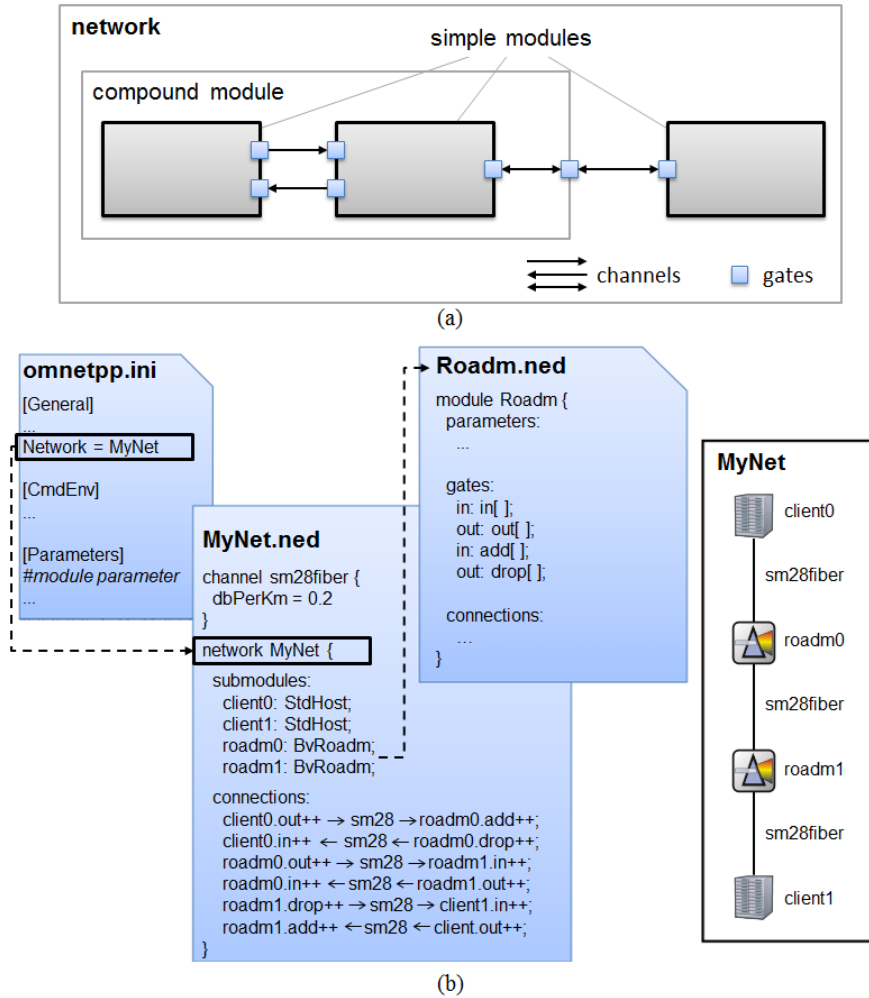 network
simple modules
compound module
channels
gates
(a)
omnetpp.ini
[General]
...
Network = MyNet
[CmdEnv]
...
[Parameters]
#module parameter
...
MyNet.ned
channel sm28fiber {
dbPerKm = 0.2
}
network MyNet {
submodules:
client0: StdHost;
client1: StdHost;
roadm0: BvRoadm;
roadm1: BvRoadm;
connections:
client0.out++ → sm28 →roadm0.add++;
client0.in++ ← sm28 ←roadm0.drop++;
roadm0.out++ → sm28 →roadm1.in++;
roadm0.in++ ←sm28 ←roadm1.out++;
roadm1.drop++ →sm28 → client1.in++;
roadm1.add++ ←sm28 ←client.out++;
}
Roadm.ned
module Roadm {
parameters:
...
gates:
in: in[ ];
out: out[ ];
in: add[ ];
out: drop[ ];
connections:
...
}
MyNet
client0
sm28fiber
roadm0
sm28fiber
roadm1
sm28fiber
client1
(b)